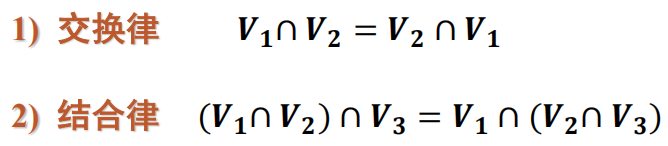 1) 交换律 V₁∩ V₂ = V₂ ∩ V₁
2) 结合律 (V₁∩ V₂) ∩ V₃ = V₁ ∩ (V₂∩ V₃)